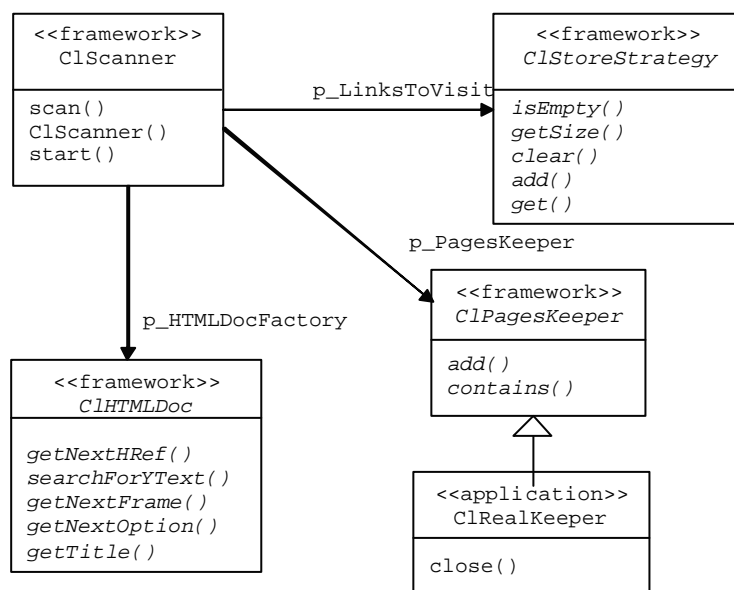 <<framework>>
ClScanner
scan()
ClScanner()
start()
p_LinksToVisit
<<framework>>
ClStoreStrategy
isEmpty()
getSize()
clear()
add()
get()
p_PagesKeeper
p_HTMLDocFactory
<<framework>>
ClPagesKeeper
add()
contains()
<<framework>>
ClHTMLDoc
getNextHRef()
searchForYText()
getNextFrame()
getNextOption()
getTitle()
<<application>>
ClRealKeeper
close()